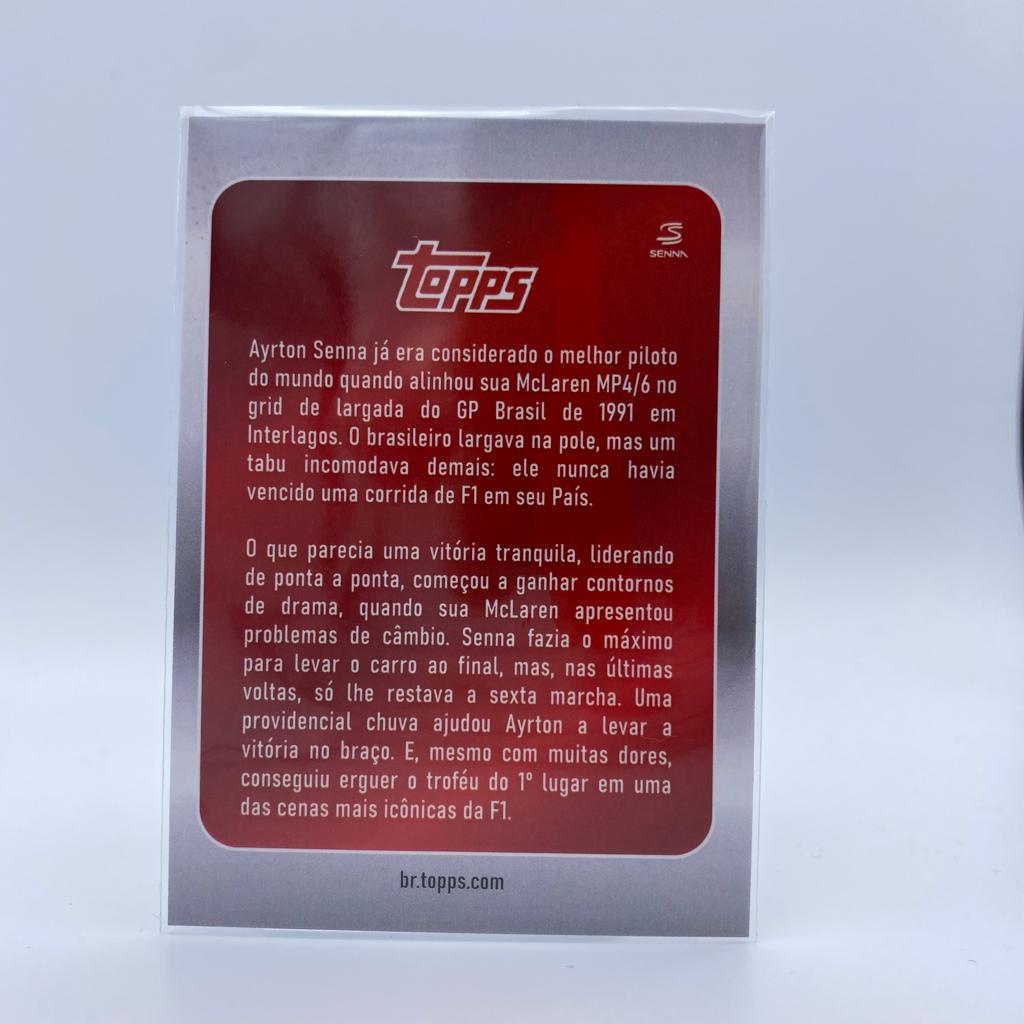 SENNA
Topps
Ayrton Senna já era considerado o melhor piloto
do mundo quando alinhou sua McLaren MP4/6 no
grid de largada do GP Brasil de 1991 em
Interlagos. O brasileiro largava na pole, mas um
tabu incomodava demais: ele nunca havia
vencido uma corrida de F1 em seu País.
O que parecia uma vitória tranquila, liderando
de ponta a ponta, começou a ganhar contornos
de drama, quando sua McLaren apresentou
problemas de câmbio. Senna fazia o máximo
para levar o carro ao final, mas, nas últimas
voltas, só lhe restava a sexta marcha. Uma
providencial chuva ajudou Ayrton a levar a
vitória no braço. E, mesmo com muitas dores,
conseguiu erguer o troféu do 1º lugar em uma
das cenas mais icônicas da F1.
br.topps.com